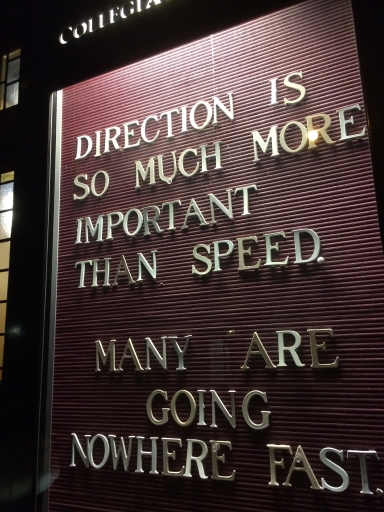 DIRECTION IS
SO MUCH MORE
IMPORTANT
THAN SPEED.
MANY ARE
GOING
NOWHERE FAST.